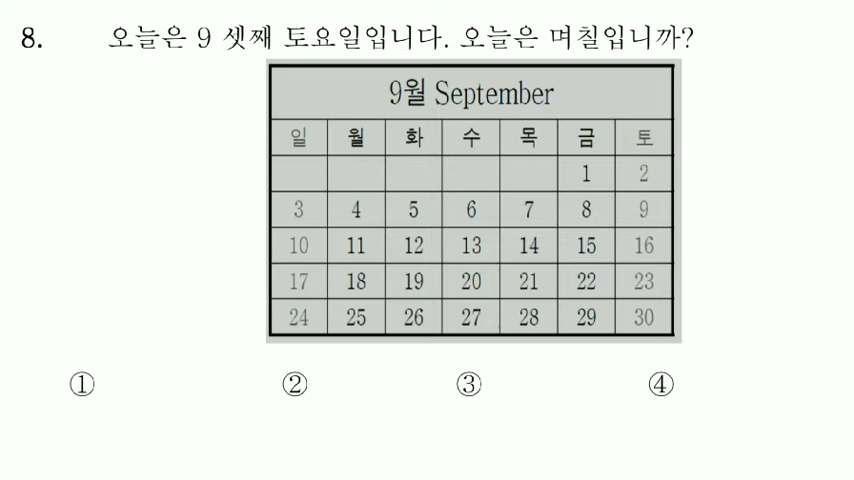 8. 오늘은 9 셋째 토요일입니다. 오늘은 며칠입니까?
9월 September
일 월 화 수 목 금 토
1 2
3 4 5 6 7 8 9
10 11 12 13 14 15 16
17 18 19 20 21 22 23
24 25 26 27 28 29 30
① ② ③ ④